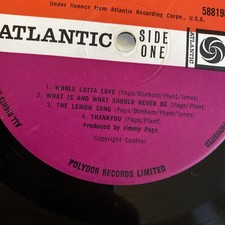 Under licence from Atlantic Recording Corpn., U.S.A.
588198
ATLANTIC
SIDE
ONE
ATLANTIC
1. WHOLE LOTTA LOVE (Page/Bonham/Plant/Jones)
2. WHAT IS AND WHAT SHOULD NEVER BE (Page/Plant)
3. THE LEMON SONG (Page/Bonham/Plant/Jones)
4. THANKYOU (Page/Plant)
Produced by Jimmy Page
Copyright Control
POLYDOR RECORDS LIMITED